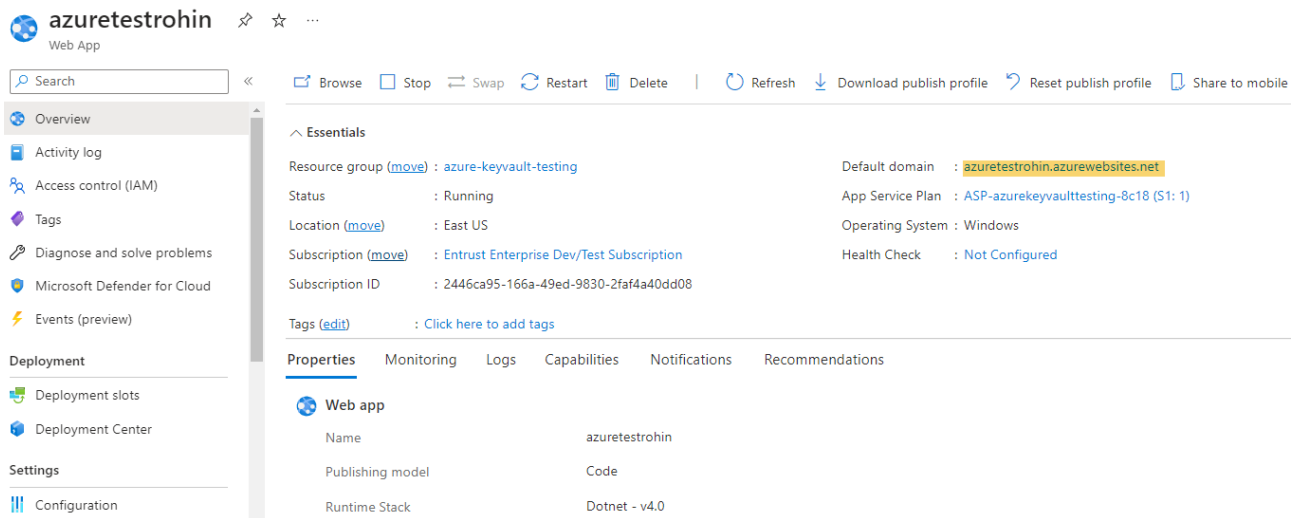 azuretestrohin ...
Web App
Search «
Browse Stop Swap Restart Delete | Refresh Download publish profile Reset publish profile Share to mobile
Overview
Activity log
Access control (IAM)
Tags
Diagnose and solve problems
Microsoft Defender for Cloud
Events (preview)
Deployment
Deployment slots
Deployment Center
Settings
Configuration
Essentials
Resource group (move) : azure-keyvault-testing
Status : Running
Location (move) : East US
Subscription (move) : Entrust Enterprise Dev/Test Subscription
Subscription ID : 2446ca95-166a-49ed-9830-2faf4a40dd08
Default domain : azuretestrohin.azurewebsites.net
App Service Plan : ASP-azurekeyvaulttesting-8c18 (S1: 1)
Operating System : Windows
Health Check : Not Configured
Tags (edit) : Click here to add tags
Properties Monitoring Logs Capabilities Notifications Recommendations
Web app
Name azuretestrohin
Publishing model Code
Runtime Stack Dotnet - v4.0